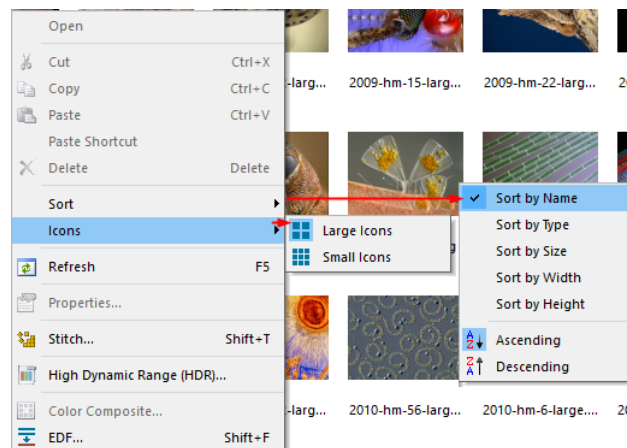 Open
Cut Ctrl+X
Copy Ctrl+C
Paste Ctrl+V
Paste Shortcut
Delete Delete
Sort
Icons
Refresh F5
Properties...
Stitch... Shift+T
High Dynamic Range (HDR)...
Color Composite...
EDF... Shift+F
Large Icons
Small Icons
Sort by Name
Sort by Type
Sort by Size
Sort by Width
Sort by Height
Ascending
Descending
-larg... 2009-hm-15-larg... 2009-hm-22-larg... 2
-larg... 2010-hm-56-larg... 2010-hm-6-large....